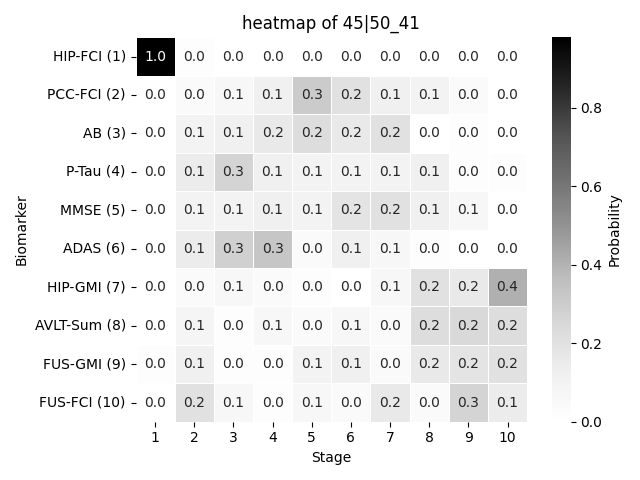 heatmap of 45|50_41
HIP-FCI (1) 1.0 0.0 0.0 0.0 0.0 0.0 0.0 0.0 0.0 0.0
PCC-FCI (2) 0.0 0.0 0.1 0.1 0.3 0.2 0.1 0.1 0.0 0.0
AB (3) 0.0 0.1 0.1 0.2 0.2 0.2 0.2 0.0 0.0 0.0
P-Tau (4) 0.0 0.1 0.3 0.1 0.1 0.1 0.1 0.1 0.0 0.0
MMSE (5) 0.0 0.1 0.1 0.1 0.1 0.2 0.2 0.1 0.1 0.0
ADAS (6) 0.0 0.1 0.3 0.3 0.0 0.1 0.1 0.0 0.0 0.0
HIP-GMI (7) 0.0 0.0 0.1 0.0 0.0 0.0 0.1 0.2 0.2 0.4
AVLT-Sum (8) 0.0 0.1 0.0 0.1 0.0 0.1 0.0 0.2 0.2 0.2
FUS-GMI (9) 0.0 0.1 0.0 0.0 0.1 0.1 0.0 0.2 0.2 0.2
FUS-FCI (10) 0.0 0.2 0.1 0.0 0.1 0.0 0.2 0.0 0.3 0.1
1 2 3 4 5 6 7 8 9 10
Stage
Biomarker
0.8
0.6
0.4
0.2
0.0
Probability